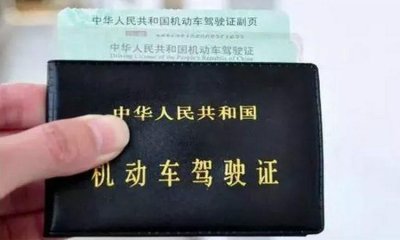 中华人民共和国机动车驾驶证副页
中华人民共和国机动车驾驶证
Driving License of the People's Republic of China
中华人民共和国
机动车驾驶证